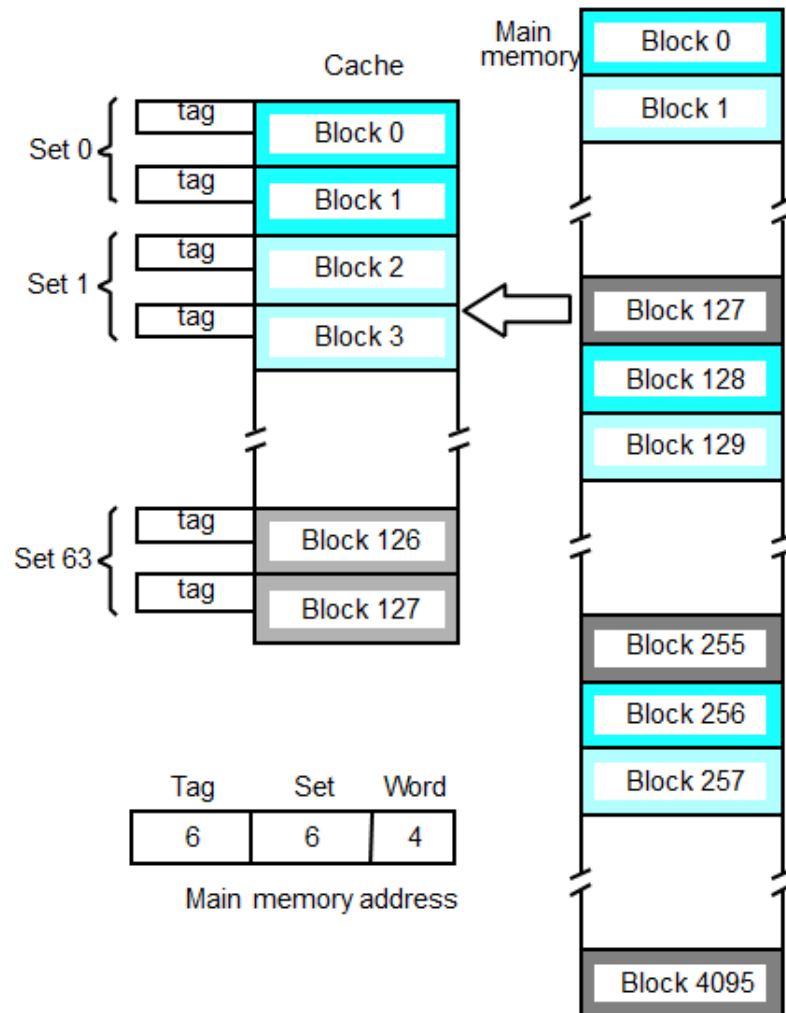 Cache
Set 0
tag
Block 0
tag
Block 1
Set 1
tag
Block 2
tag
Block 3
Set 63
tag
Block 126
tag
Block 127
Main
memory
Block 0
Block 1
Block 127
Block 128
Block 129
Block 255
Block 256
Block 257
Block 4095
Tag Set Word
6 6 4
Main memory address